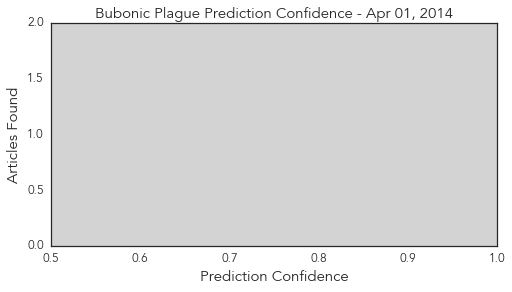 Bubonic Plague Prediction Confidence - Apr 01, 2014
2.0
1.5
1.0
0.5
0.0
Articles Found
0.5 0.6 0.7 0.8 0.9 1.0
Prediction Confidence